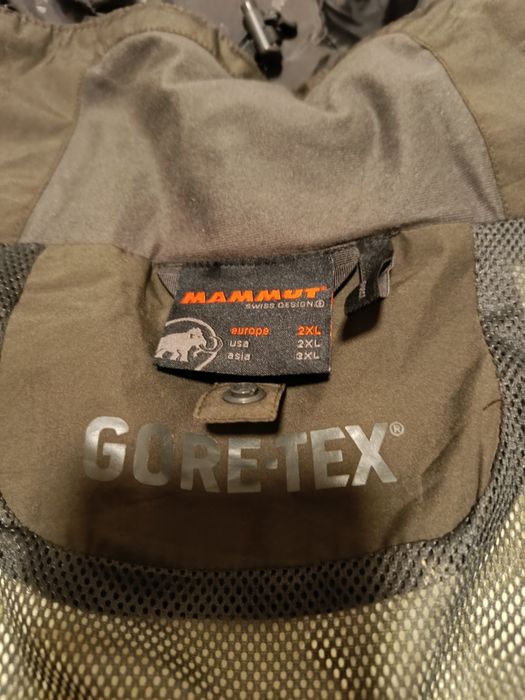 MAMMUT
SWISS DESIGN
europe 2XL
usa 2XL
asia 3XL
GORE-TEX®